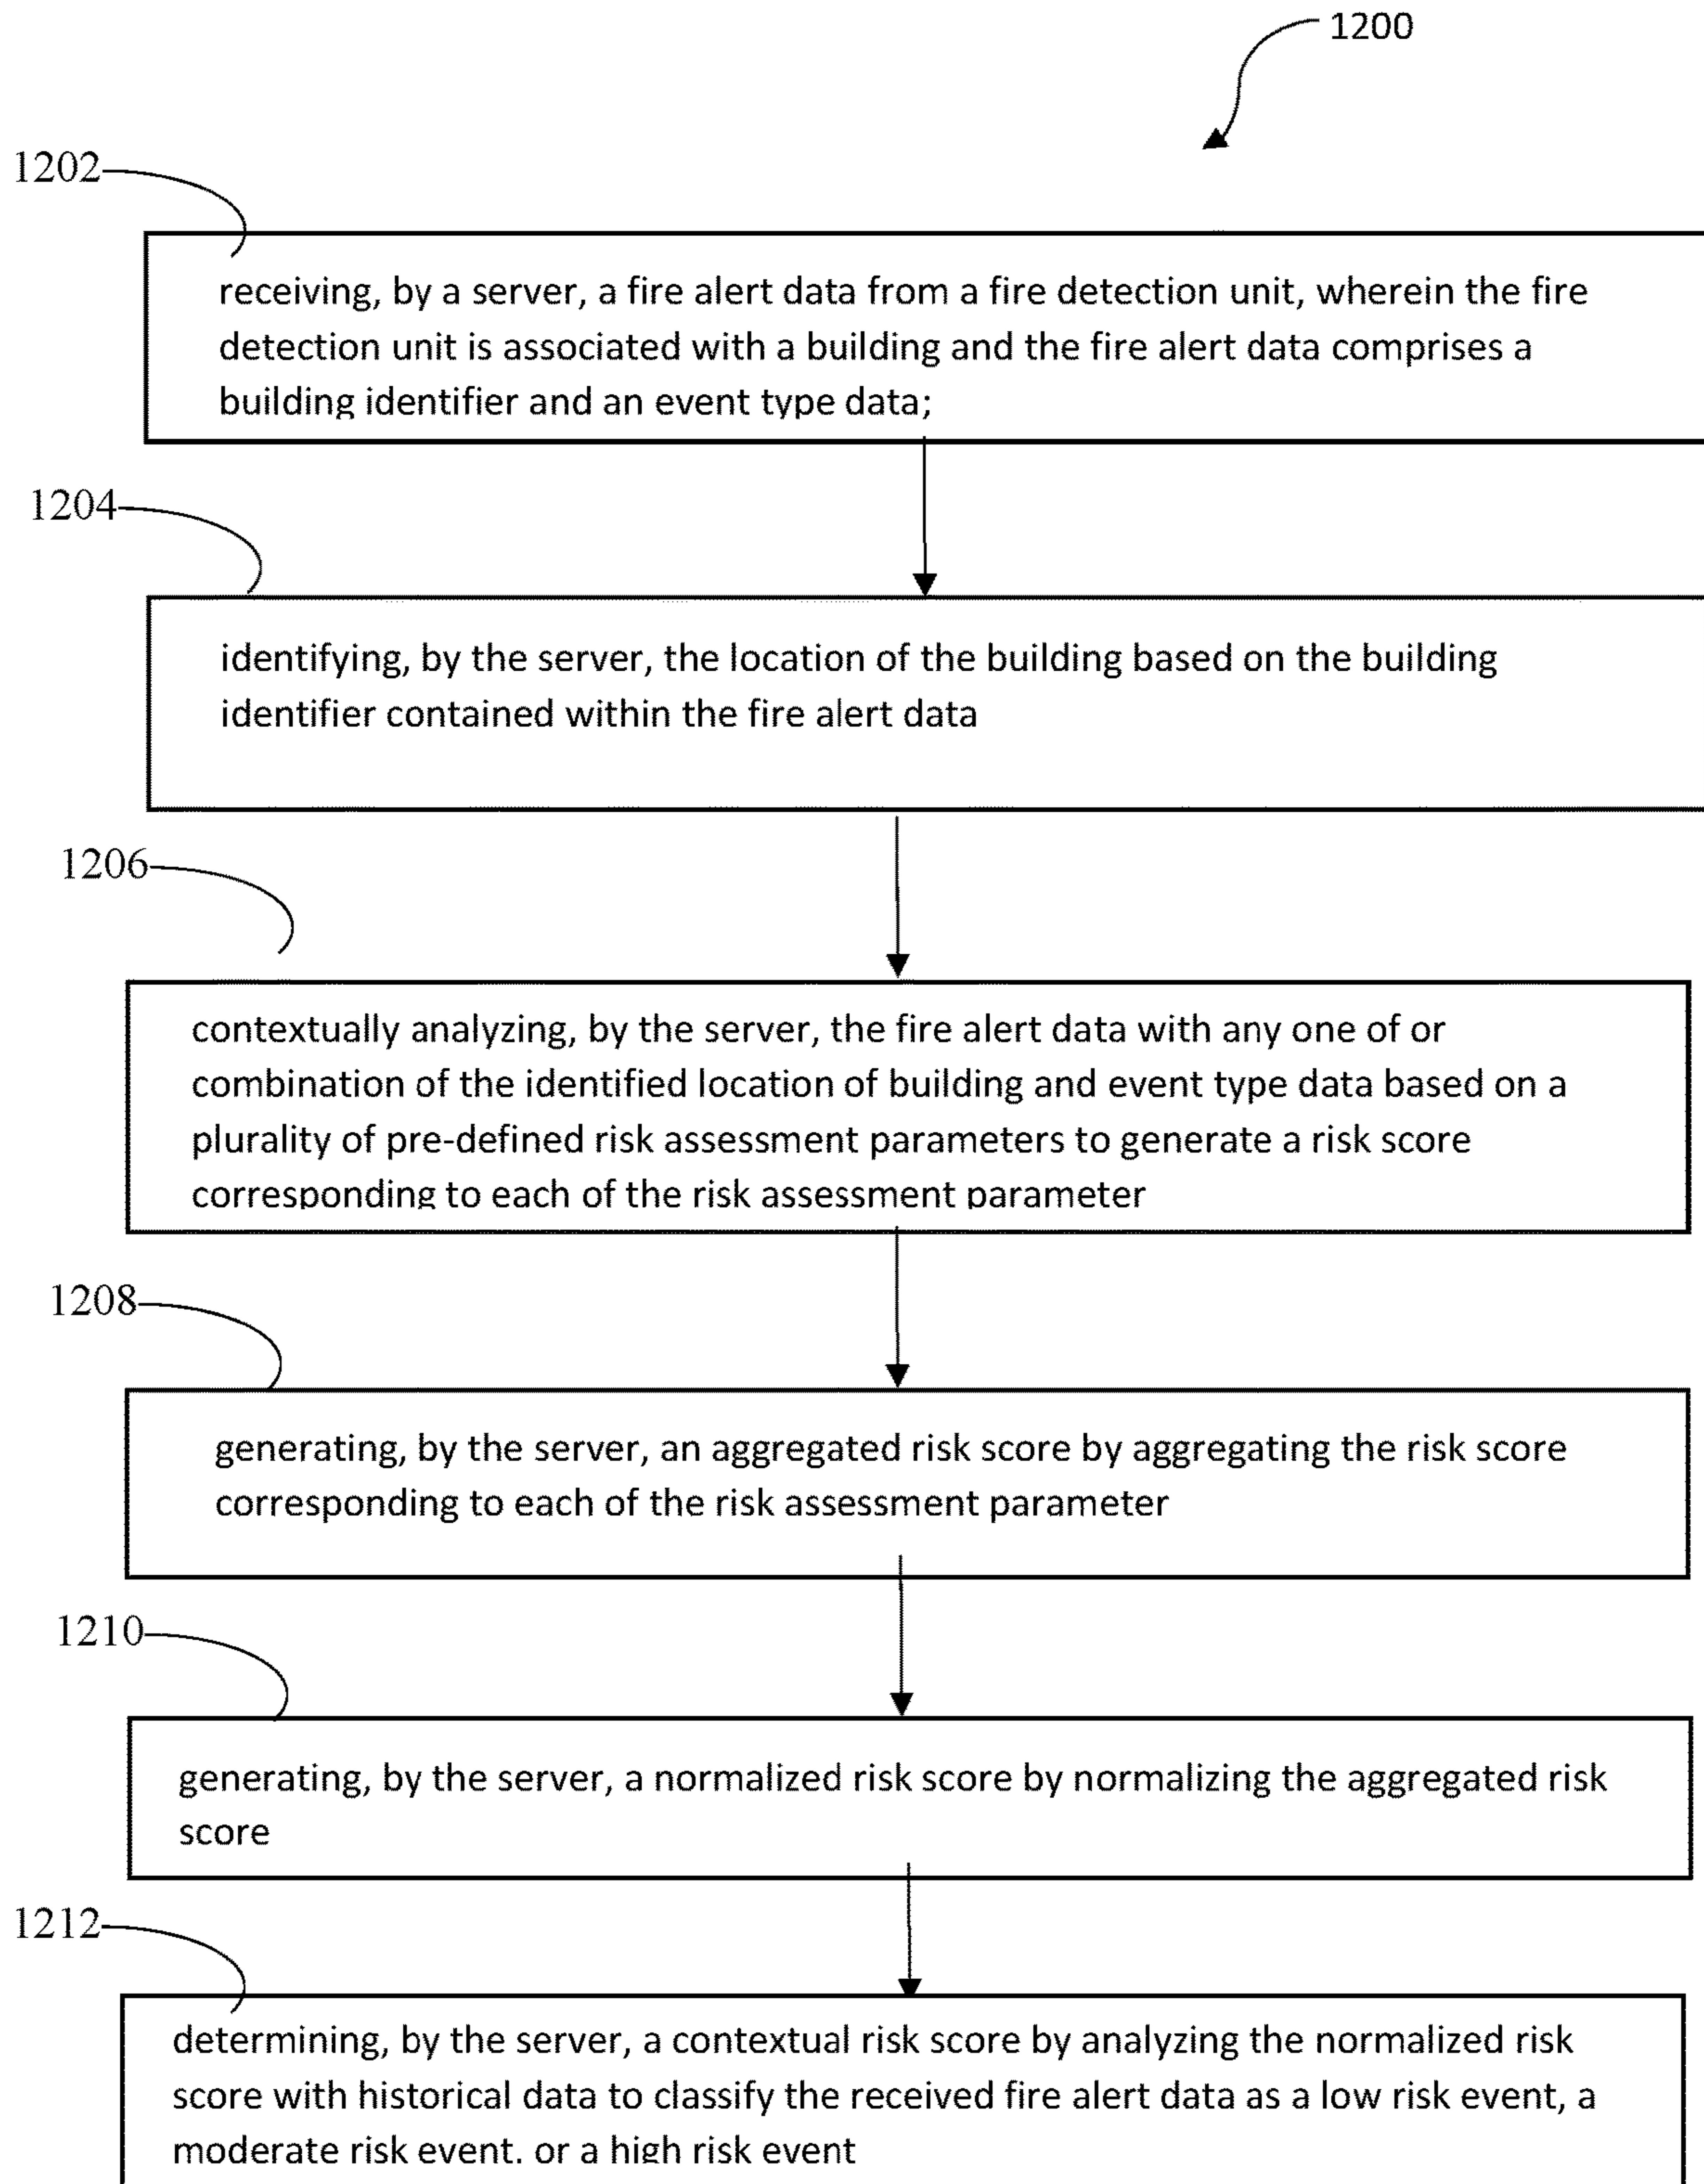 1200
1202
receiving, by a server, a fire alert data from a fire detection unit, wherein the fire
detection unit is associated with a building and the fire alert data comprises a
building identifier and an event type data;
1204
identifying, by the server, the location of the building based on the building
identifier contained within the fire alert data
1206
contextually analyzing, by the server, the fire alert data with any one of or
combination of the identified location of building and event type data based on a
plurality of pre-defined risk assessment parameters to generate a risk score
corresponding to each of the risk assessment parameter
1208
generating, by the server, an aggregated risk score by aggregating the risk score
corresponding to each of the risk assessment parameter
1210
generating, by the server, a normalized risk score by normalizing the aggregated risk
score
1212
determining, by the server, a contextual risk score by analyzing the normalized risk
score with historical data to classify the received fire alert data as a low risk event, a
moderate risk event. or a high risk event